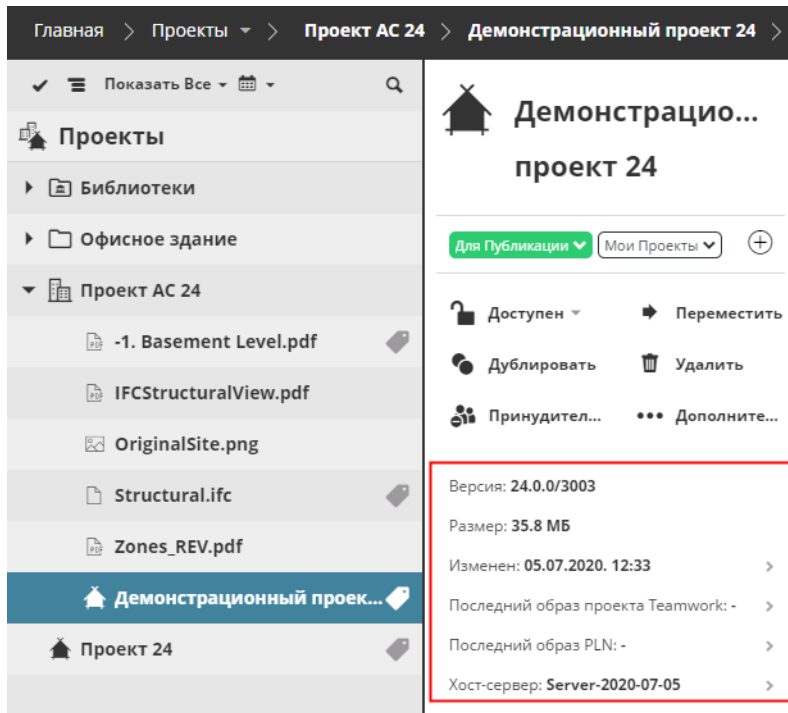 Главная > Проекты > Проект АС 24 > Демонстрационный проект 24 >
Показать Все
Проекты
Библиотеки
Офисное здание
Проект АС 24
-1. Basement Level.pdf
IFCStructuralView.pdf
OriginalSite.png
Structural.ifc
Zones_REV.pdf
Демонстрационный проек...
Проект 24
Демонстрацио...
проект 24
Для Публикации
Мои Проекты
Доступен
Переместить
Дублировать
Удалить
Принудител...
Дополните...
Версия: 24.0.0/3003
Размер: 35.8 МБ
Изменен: 05.07.2020. 12:33
Последний образ проекта Teamwork: -
Последний образ PLN: -
Хост-сервер: Server-2020-07-05